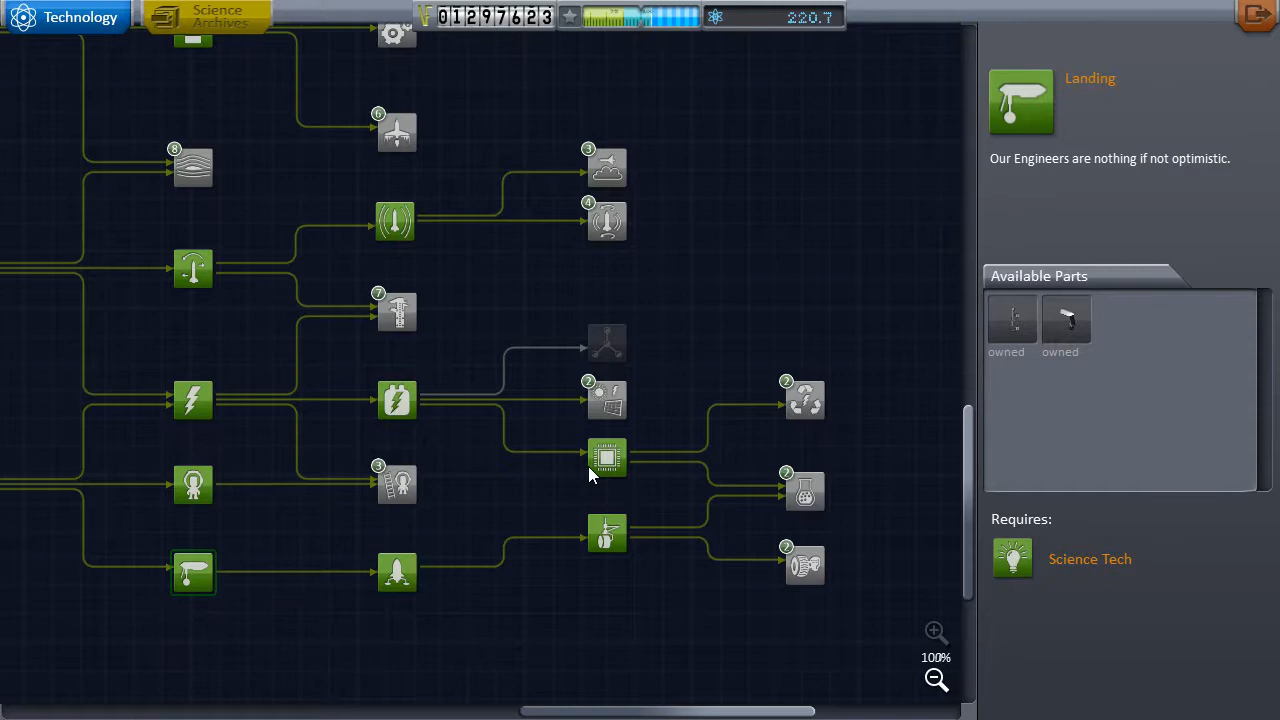 Technology
Science
Archives
01297623
220.7
Landing
Our Engineers are nothing if not optimistic.
Available Parts
owned
owned
Requires:
Science Tech
6
8
3
4
7
2
2
3
2
2
100%